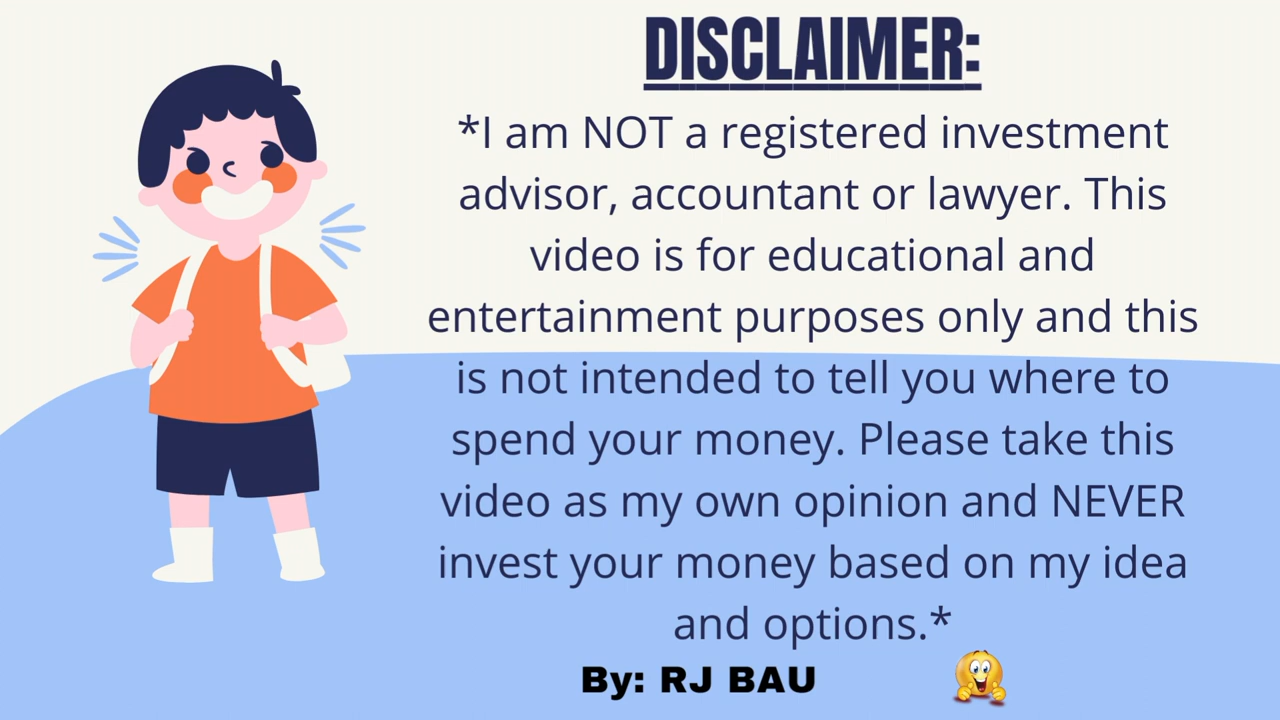 DISCLAIMER:
*I am NOT a registered investment
advisor, accountant or lawyer. This
video is for educational and
entertainment purposes only and this
is not intended to tell you where to
spend your money. Please take this
video as my own opinion and NEVER
invest your money based on my idea
and options.*
By: RJ BAU